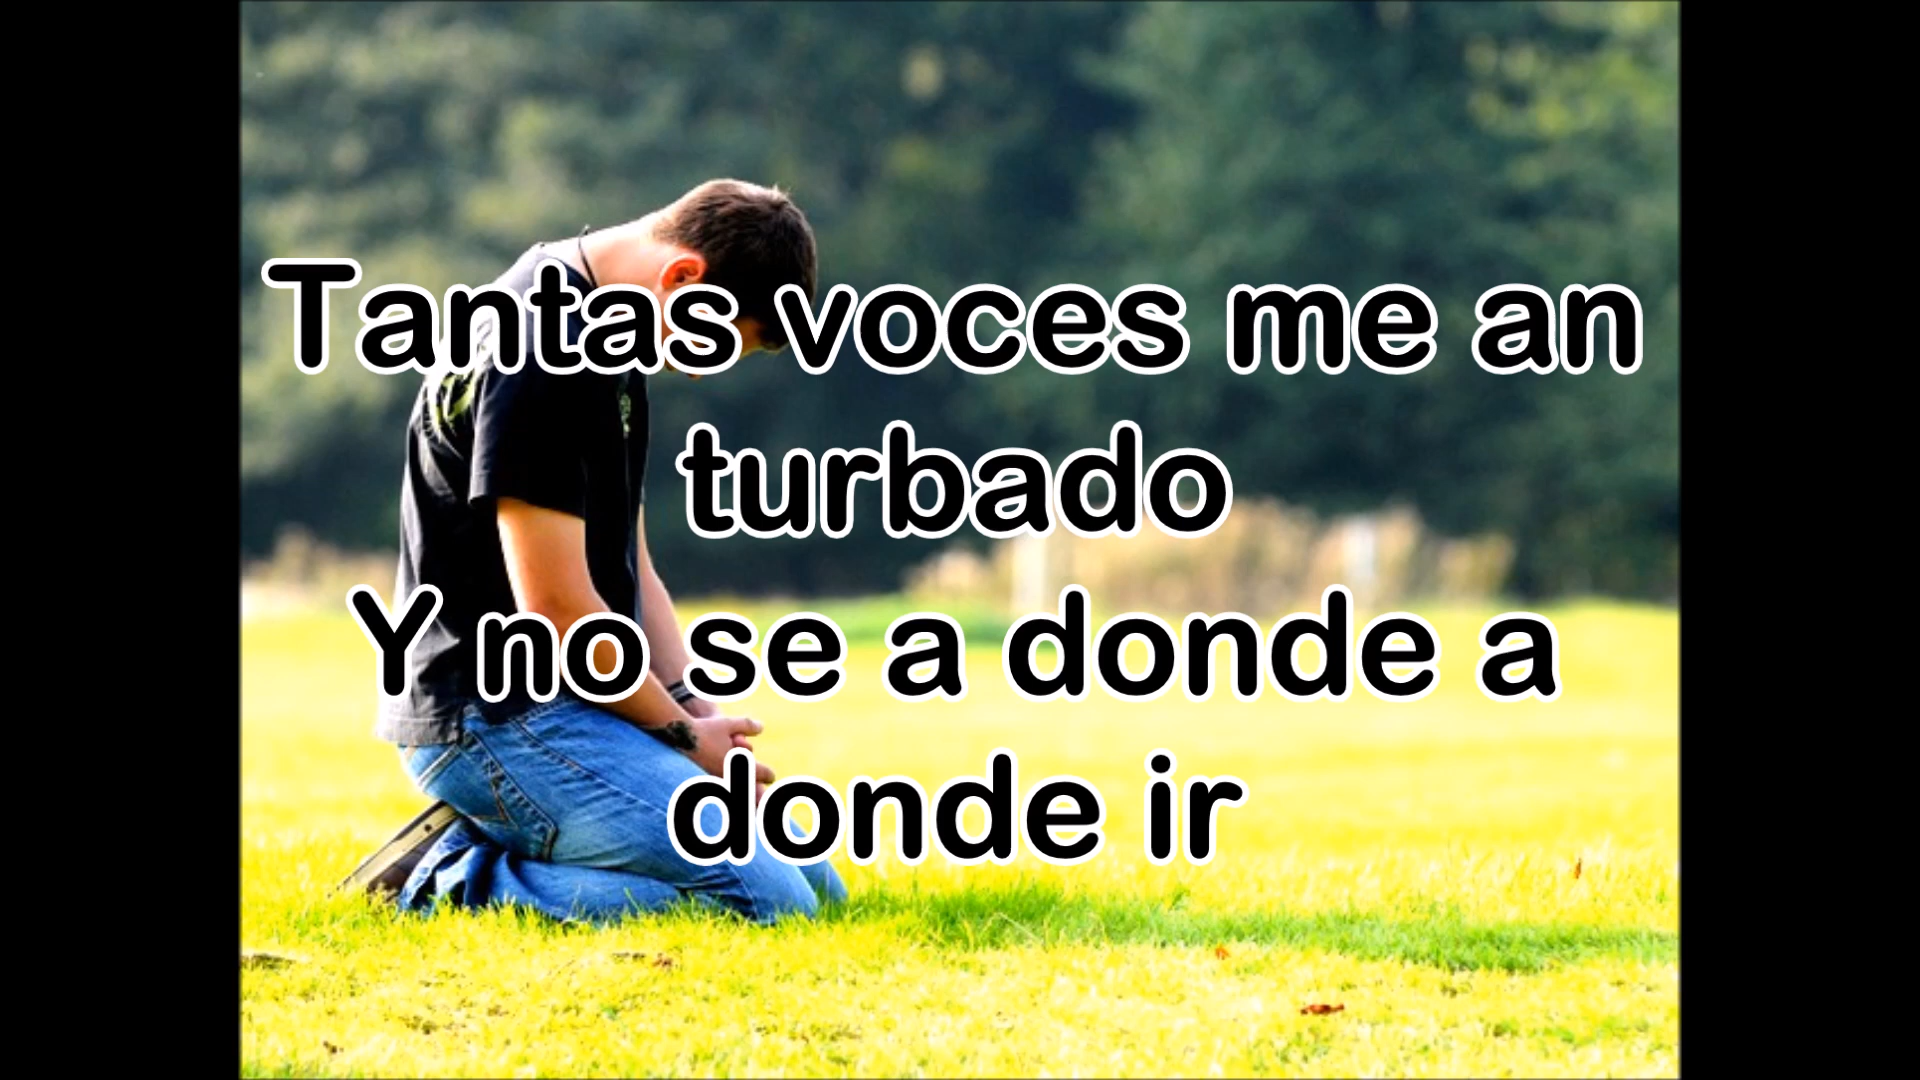 Tantas voces me an
turbado
Y no se a donde a
donde ir